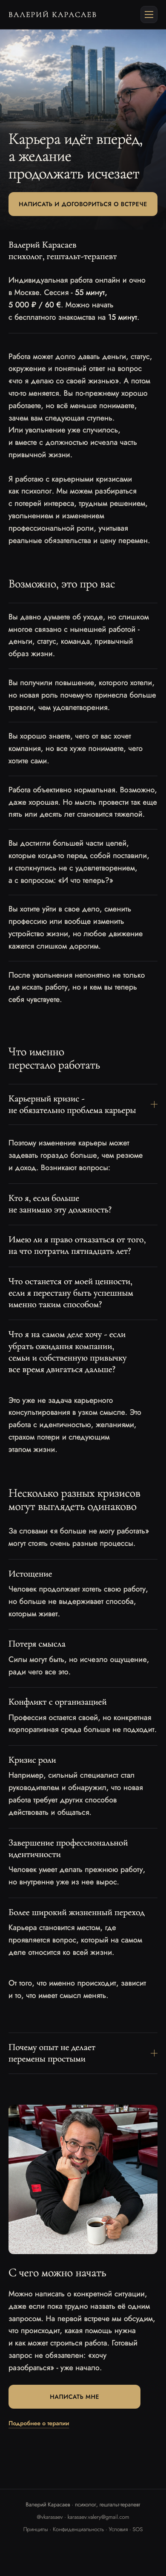 ВАЛЕРИЙ КАРАСАЕВ
Карьера идёт вперёд,
а желание
продолжать исчезает
НАПИСАТЬ И ДОГОВОРИТЬСЯ О ВСТРЕЧЕ
Валерий Карасаев
психолог, гештальт-терапевт
Индивидуальная работа онлайн и очно
в Москве. Сессия - 55 минут,
5 000 ₽ / 60 €. Можно начать
с бесплатного знакомства на 15 минут.
Работа может долго давать деньги, статус,
окружение и понятный ответ на вопрос
«что я делаю со своей жизнью». А потом
что-то меняется. Вы по-прежнему хорошо
работаете, но всё меньше понимаете,
зачем вам следующая ступень.
Или увольнение уже случилось,
и вместе с должностью исчезла часть
привычной жизни.
Я работаю с карьерными кризисами
как психолог. Мы можем разбираться
с потерей интереса, трудным решением,
увольнением и изменением
профессиональной роли, учитывая
реальные обязательства и цену перемен.
Возможно, это про вас
Вы давно думаете об уходе, но слишком
многое связано с нынешней работой -
деньги, статус, команда, привычный
образ жизни.
Вы получили повышение, которого хотели,
но новая роль почему-то принесла больше
тревоги, чем удовлетворения.
Вы хорошо знаете, чего от вас хочет
компания, но все хуже понимаете, чего
хотите сами.
Работа объективно нормальная. Возможно,
даже хорошая. Но мысль провести так еще
пять или десять лет становится тяжелой.
Вы достигли большей части целей,
которые когда-то перед собой поставили,
и столкнулись не с удовлетворением,
а с вопросом: «И что теперь?»
Вы хотите уйти в свое дело, сменить
профессию или вообще изменить
устройство жизни, но любое движение
кажется слишком дорогим.
После увольнения непонятно не только
где искать работу, но и кем вы теперь
себя чувствуете.
Что именно
перестало работать
Карьерный кризис -
не обязательно проблема карьеры
Поэтому изменение карьеры может
задевать гораздо больше, чем резюме
и доход. Возникают вопросы:
Кто я, если больше
не занимаю эту должность?
Имею ли я право отказаться от того,
на что потратил пятнадцать лет?
Что останется от моей ценности,
если я перестану быть успешным
именно таким способом?
Что я на самом деле хочу - если
убрать ожидания компании,
семьи и собственную привычку
все время двигаться дальше?
Это уже не задача карьерного
консультирования в узком смысле. Это
работа с идентичностью, желаниями,
страхом потери и следующим
этапом жизни.
Несколько разных кризисов
могут выглядеть одинаково
За словами «я больше не могу работать»
могут стоять очень разные процессы.
Истощение
Человек продолжает хотеть свою работу,
но больше не выдерживает способа,
которым живет.
Потеря смысла
Силы могут быть, но исчезло ощущение,
ради чего все это.
Конфликт с организацией
Профессия остается своей, но конкретная
корпоративная среда больше не подходит.
Кризис роли
Например, сильный специалист стал
руководителем и обнаружил, что новая
работа требует других способов
действовать и общаться.
Завершение профессиональной
идентичности
Человек умеет делать прежнюю работу,
но внутренне уже из нее вырос.
Более широкий жизненный переход
Карьера становится местом, где
проявляется вопрос, который на самом
деле относится ко всей жизни.
От того, что именно происходит, зависит
и то, что имеет смысл менять.
Почему опыт не делает
перемены простыми
С чего можно начать
Можно написать о конкретной ситуации,
даже если пока трудно назвать её одним
запросом. На первой встрече мы обсудим,
что происходит, какая помощь нужна
и как может строиться работа. Готовый
запрос не обязателен: «хочу
разобраться» - уже начало.
НАПИСАТЬ МНЕ
Подробнее о терапии
Валерий Карасаев · психолог, гештальт-терапевт
@vkarasaev · karasaev.valery@gmail.com
Принципы · Конфиденциальность · Условия · SOS